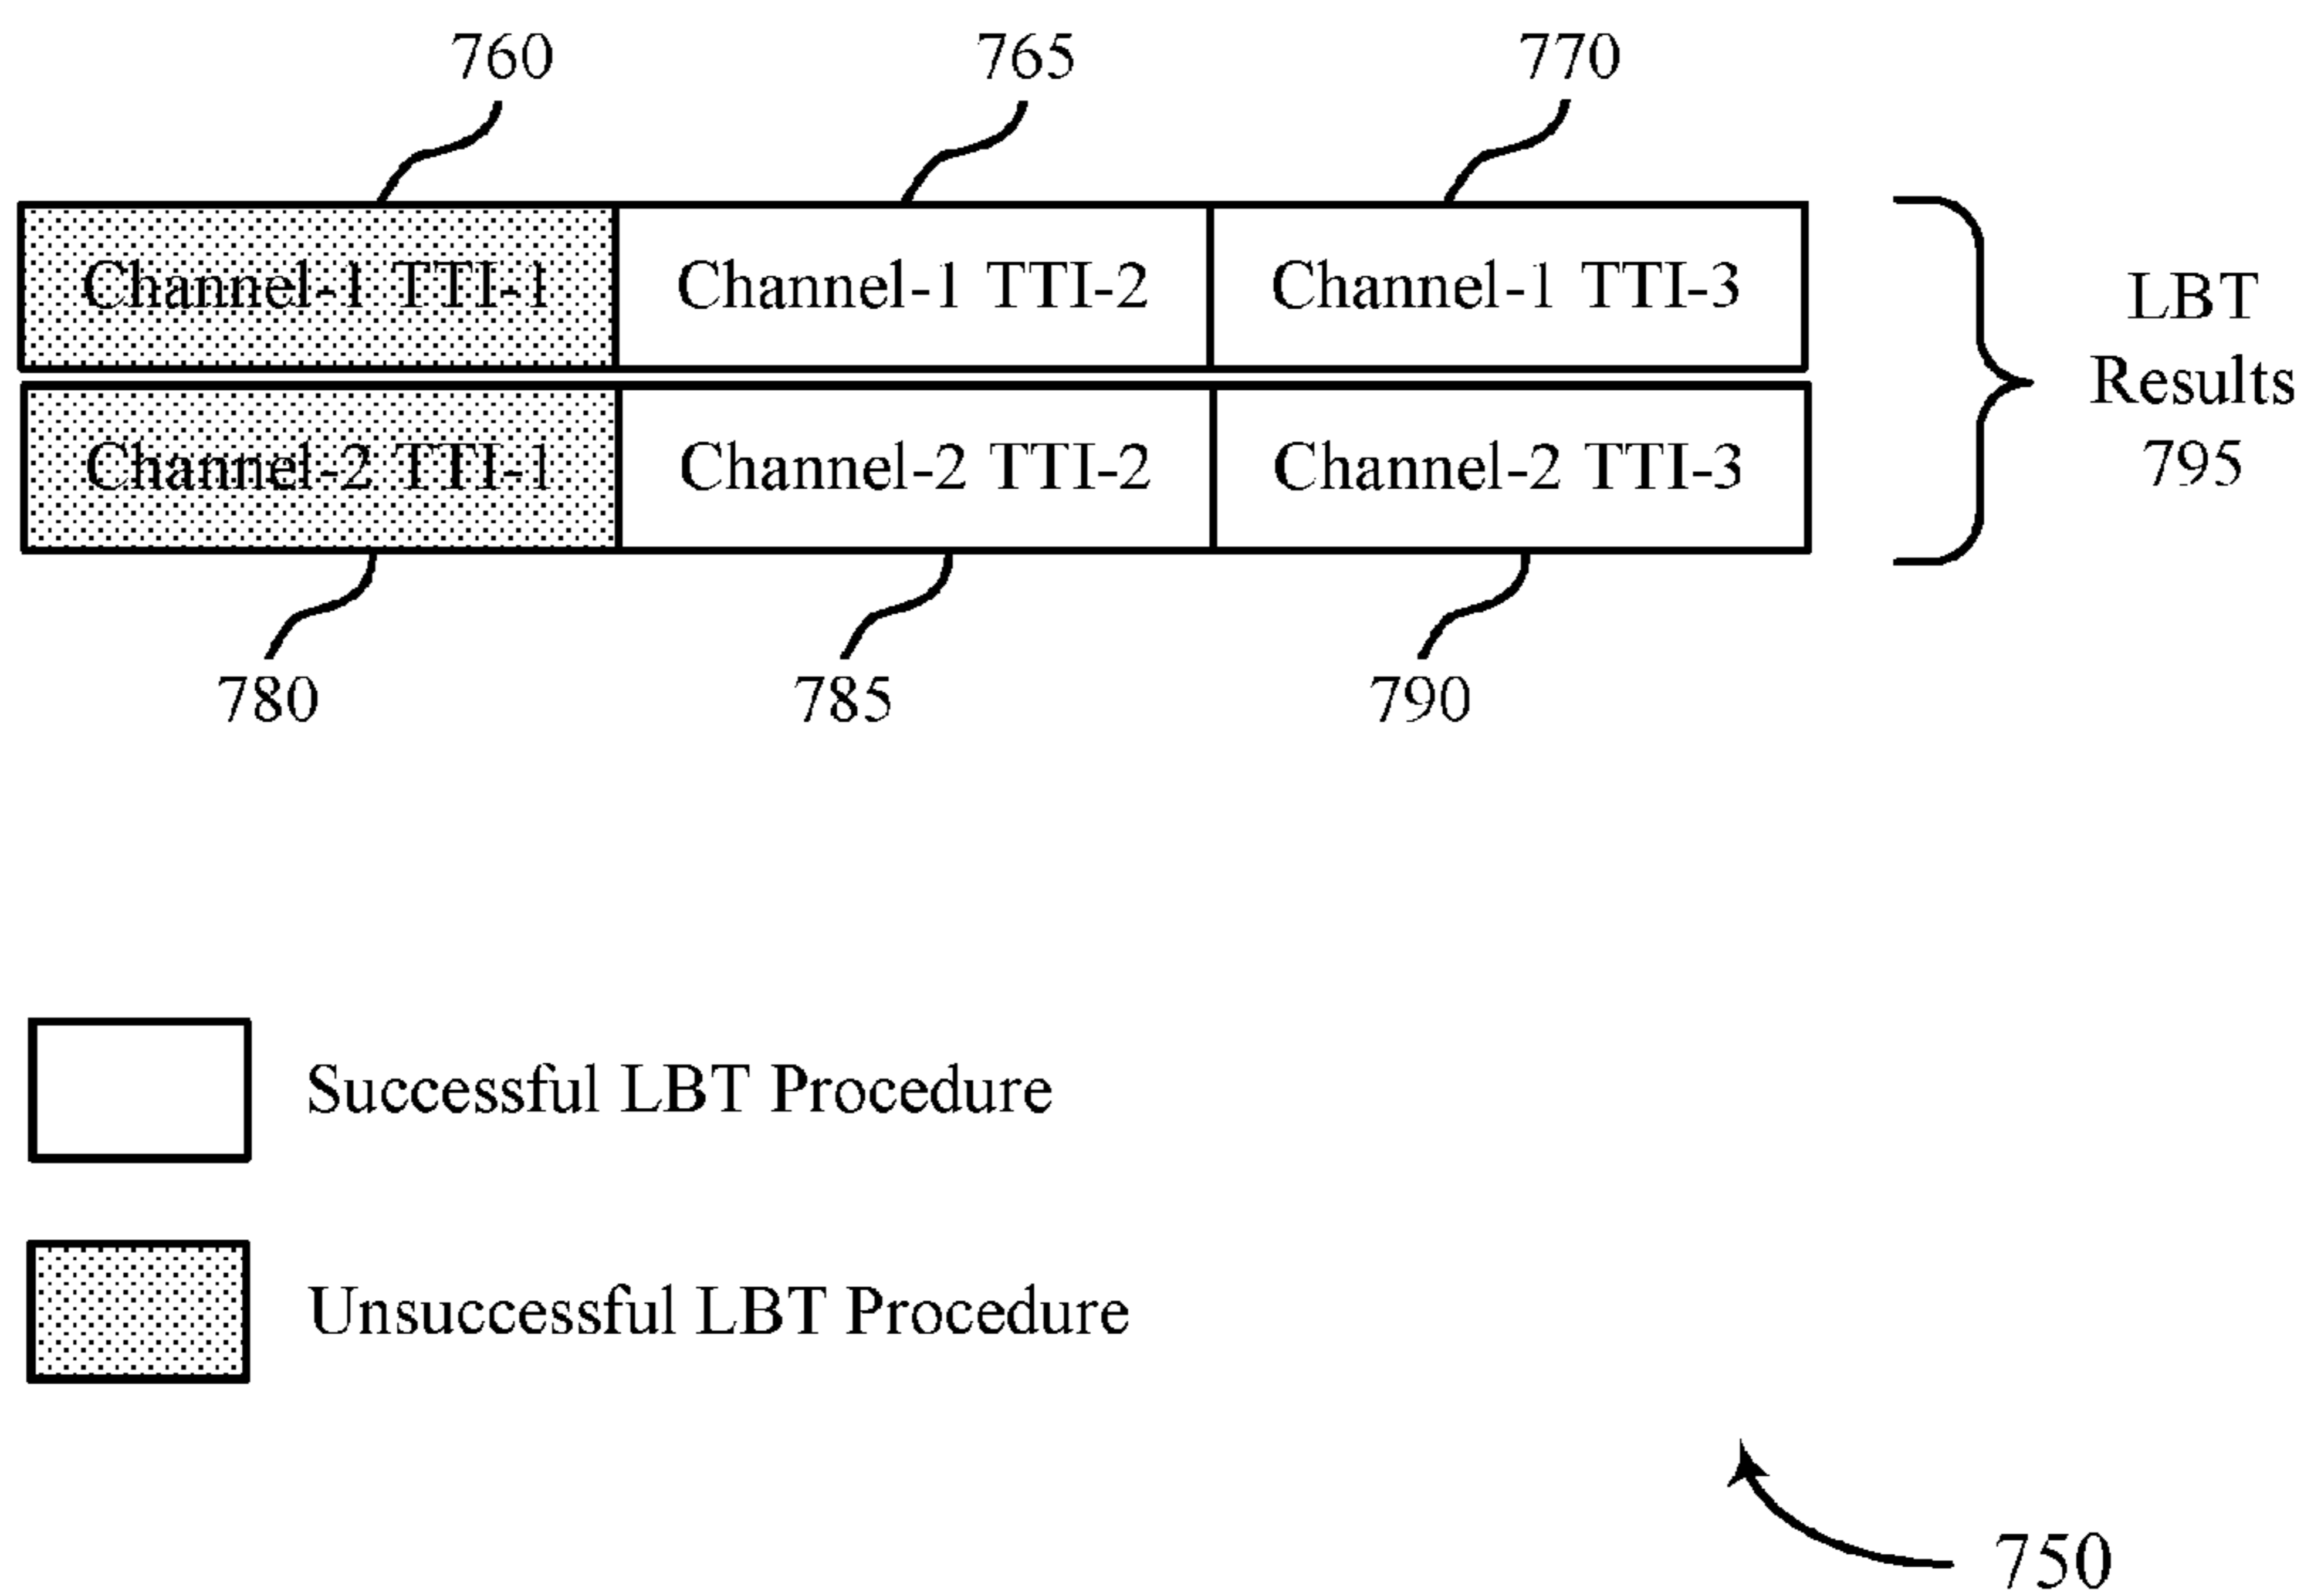 760 765 770
Channel-1 TTI-1 Channel-1 TTI-2 Channel-1 TTI-3
Channel-2 TTI-1 Channel-2 TTI-2 Channel-2 TTI-3
LBT
Results
795
780 785 790
Successful LBT Procedure
Unsuccessful LBT Procedure
750